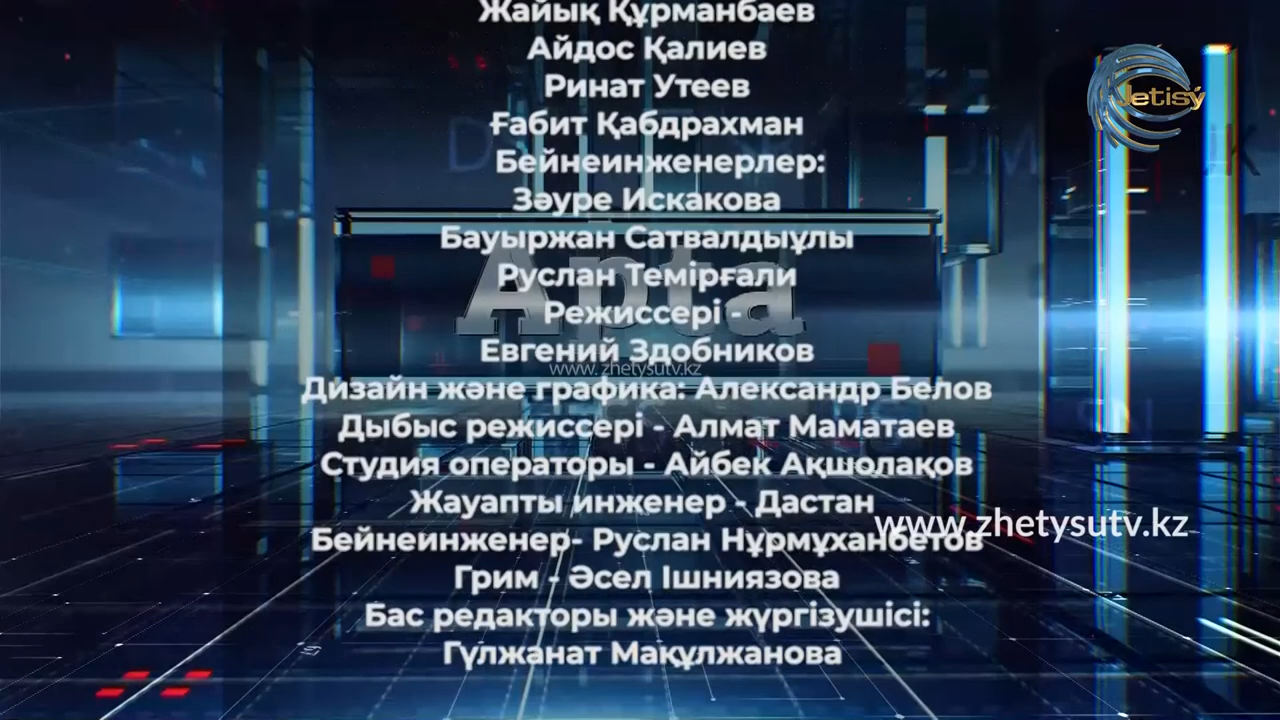 Жайық Құрманбаев
Айдос Қалиев
Ринат Утеев
Ғабит Қабдрахман
Бейнеинженерлер:
Зәуре Искакова
Бауыржан Сатвалдыұлы
Руслан Темірғали
Режиссері -
Евгений Здобников
Дизайн және графика: Александр Белов
Дыбыс режиссері - Алмат Маматаев
Студия операторы - Айбек Ақшолақов
Жауапты инженер - Дастан
Бейнеинженер- Руслан Нұрмұханбетов
Грим - Әсел Ішниязова
Бас редакторы және жүргізушісі:
Гүлжанат Мақұлжанова
Jetisý
Apta
www.zhetysutv.kz
www.zhetysutv.kz